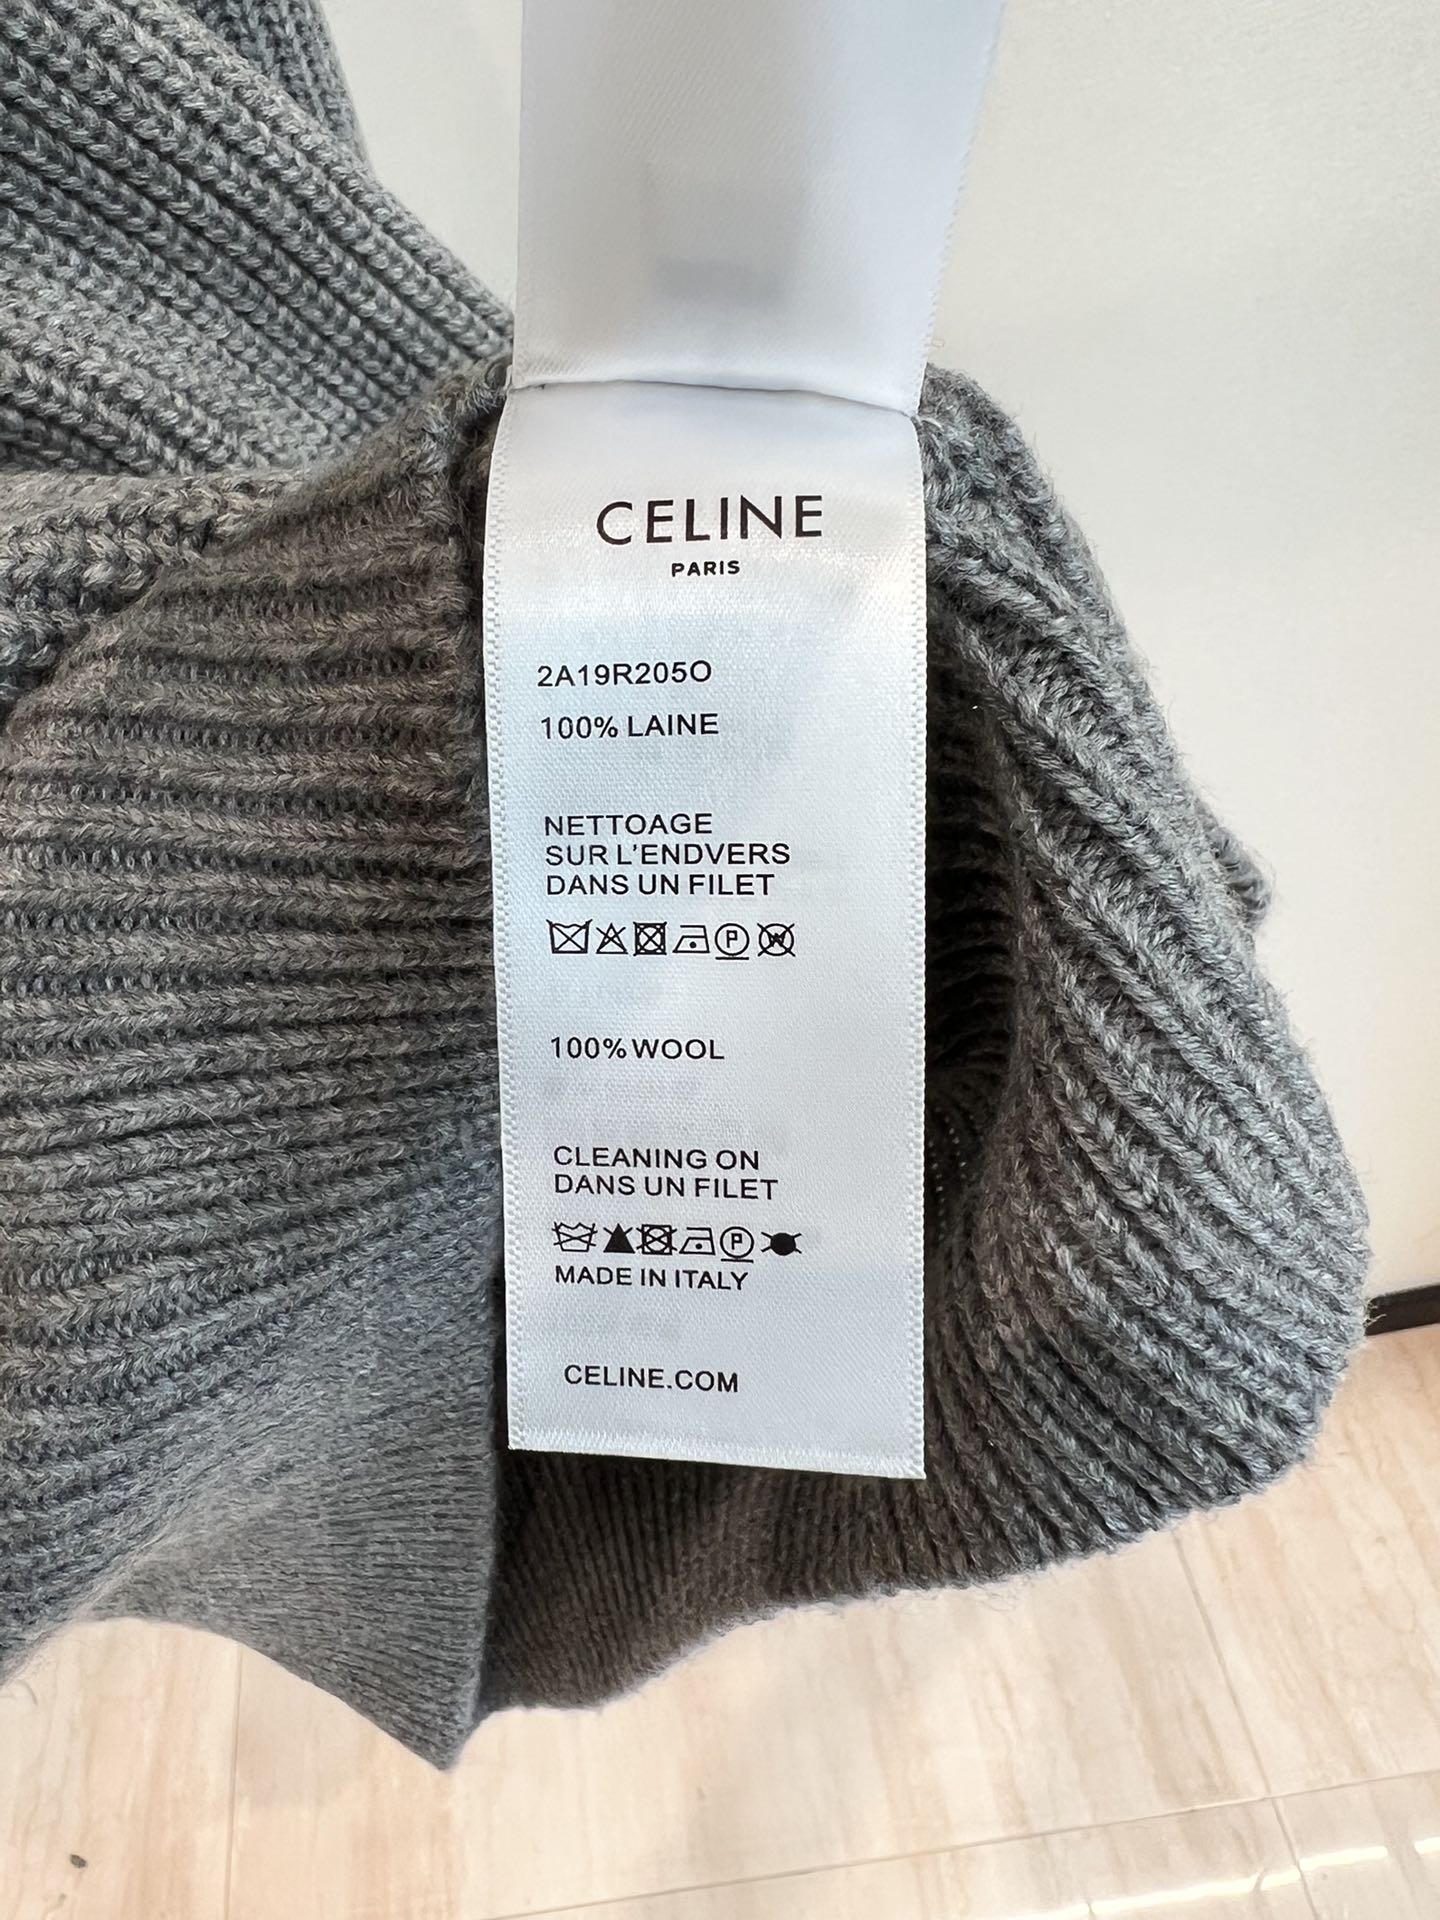 CELINE
PARIS
2A19R205O
100% LAINE
NETTOAGE
SUR L'ENDVERS
DANS UN FILET
P W
100% WOOL
CLEANING ON
DANS UN FILET
P
MADE IN ITALY
CELINE.COM